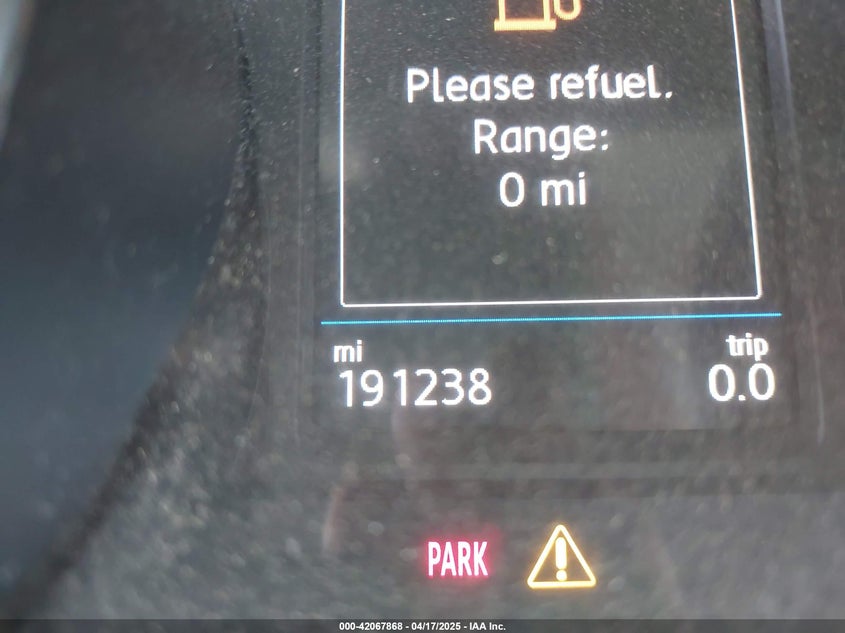 Please refuel.
Range:
0 mi
mi
trip
191238
0.0
PARK
000-42067868 - 04/17/2025 - IAA Inc.